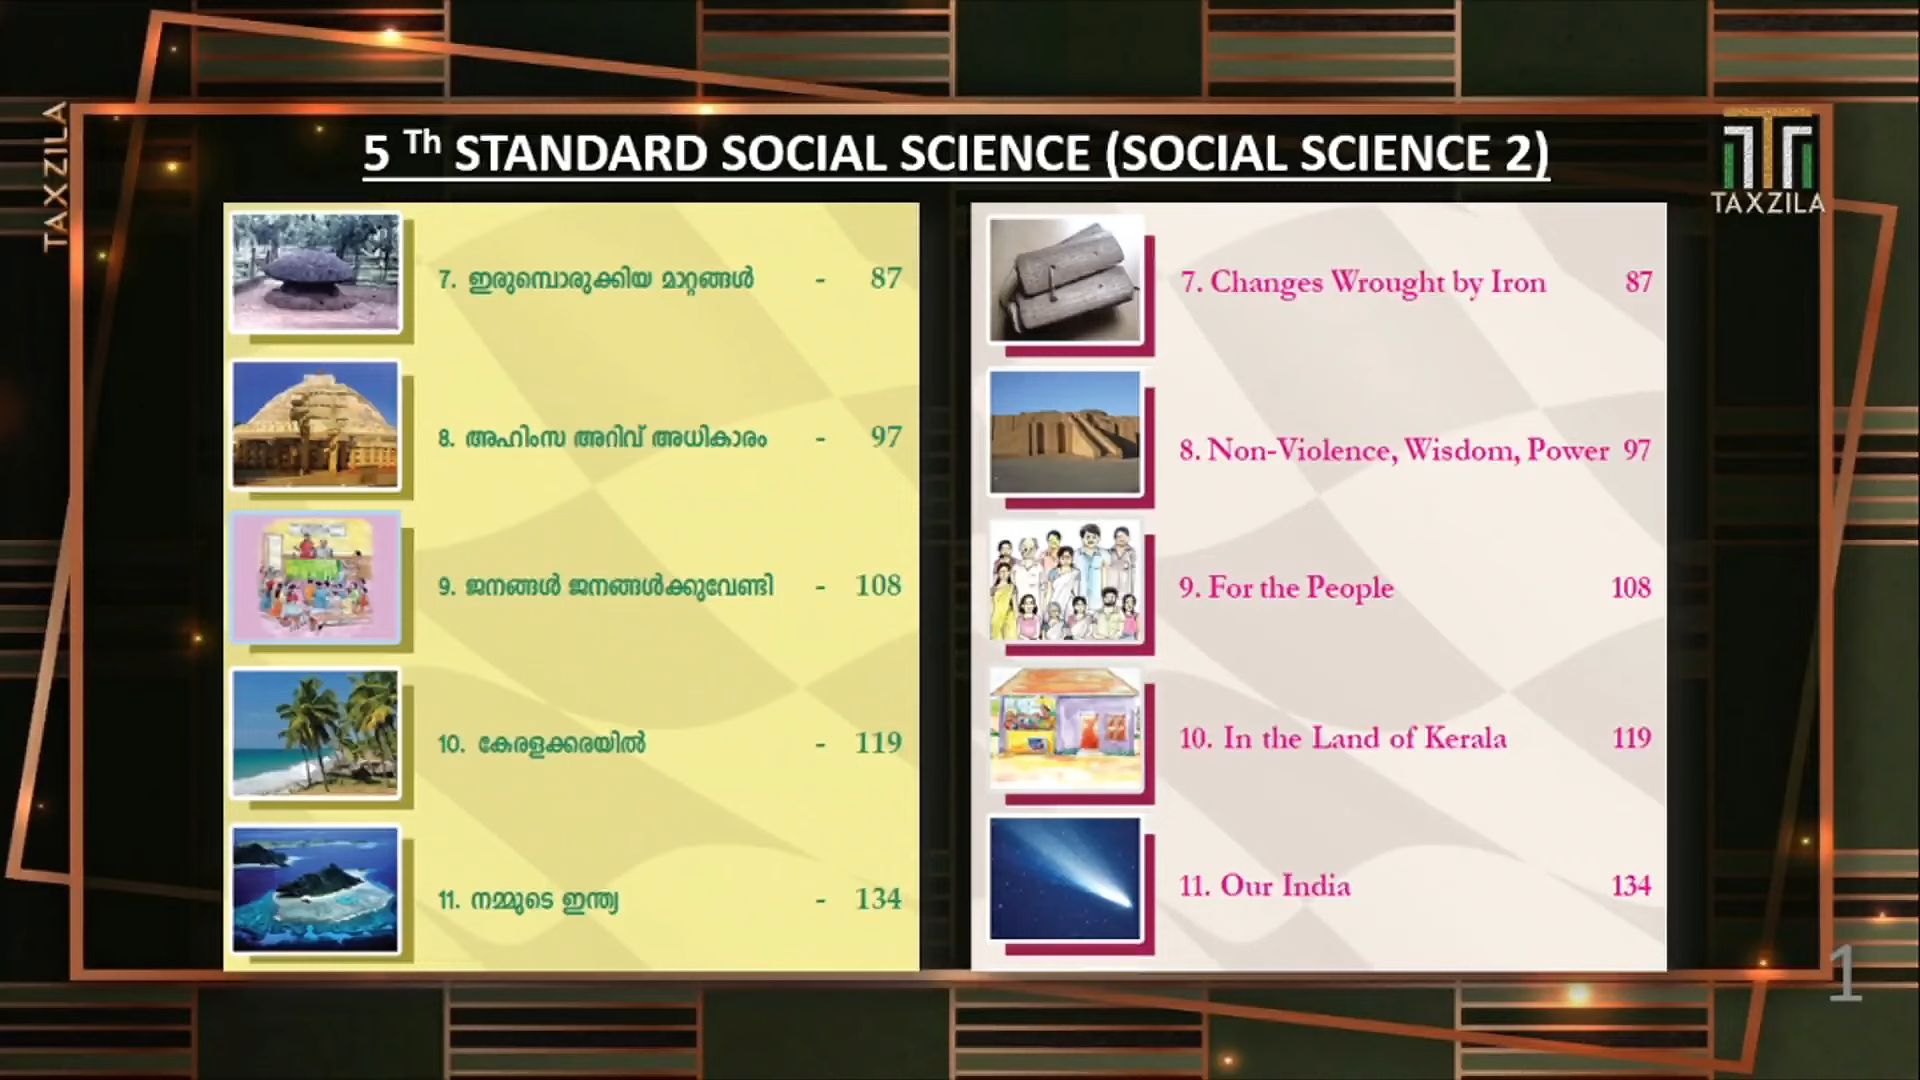 TAXZILA
5 Th STANDARD SOCIAL SCIENCE (SOCIAL SCIENCE 2)
TAXZILA
7. ഇരുമ്പൊരുക്കിയ മാറ്റങ്ങൾ - 87
8. അഹിംസ അറിവ് അധികാരം - 97
9. ജനങ്ങൾ ജനങ്ങൾക്കുവേണ്ടി - 108
10. കേരളക്കരയിൽ - 119
11. നമ്മുടെ ഇന്ത്യ - 134
7. Changes Wrought by Iron 87
8. Non-Violence, Wisdom, Power 97
9. For the People 108
10. In the Land of Kerala 119
11. Our India 134
1